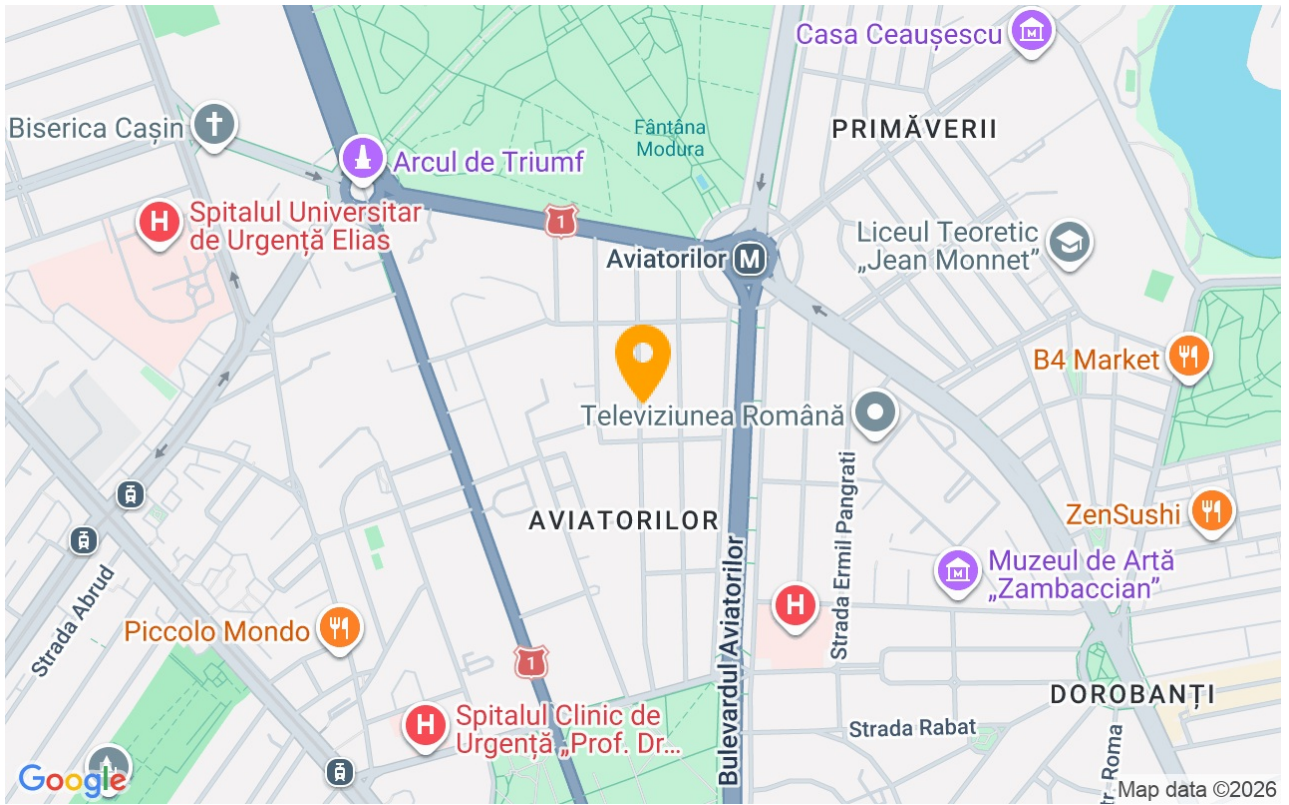 Casa Ceaușescu
Biserica Cașin
Fântâna
Modura
PRIMĂVERII
Arcul de Triumf
Spitalul Universitar
de Urgență Elias
1
Aviatorilor
M
Liceul Teoretic
„Jean Monnet”
B4 Market
Televiziunea Română
AVIATORILOR
Strada Ermil Pangrati
ZenSushi
Bulevardul Aviatorilor
Muzeul de Artă
„Zambaccian”
H
Strada Abrud
Piccolo Mondo
1
DOROBANȚI
Spitalul Clinic de
Urgență „Prof. Dr...
Strada Rabat
tr. Roma
Google
Map data ©2026